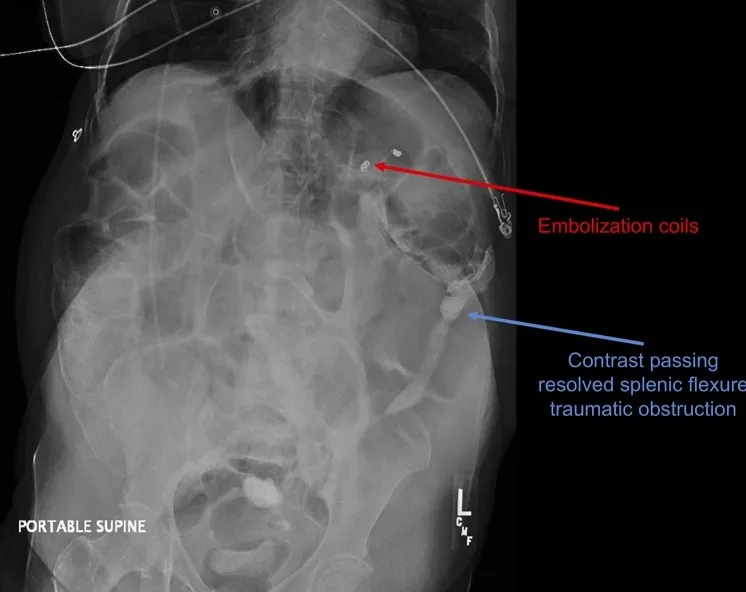 Embolization coils
Contrast passing
resolved splenic flexure
traumatic obstruction
PORTABLE SUPINE
L
C
M
F